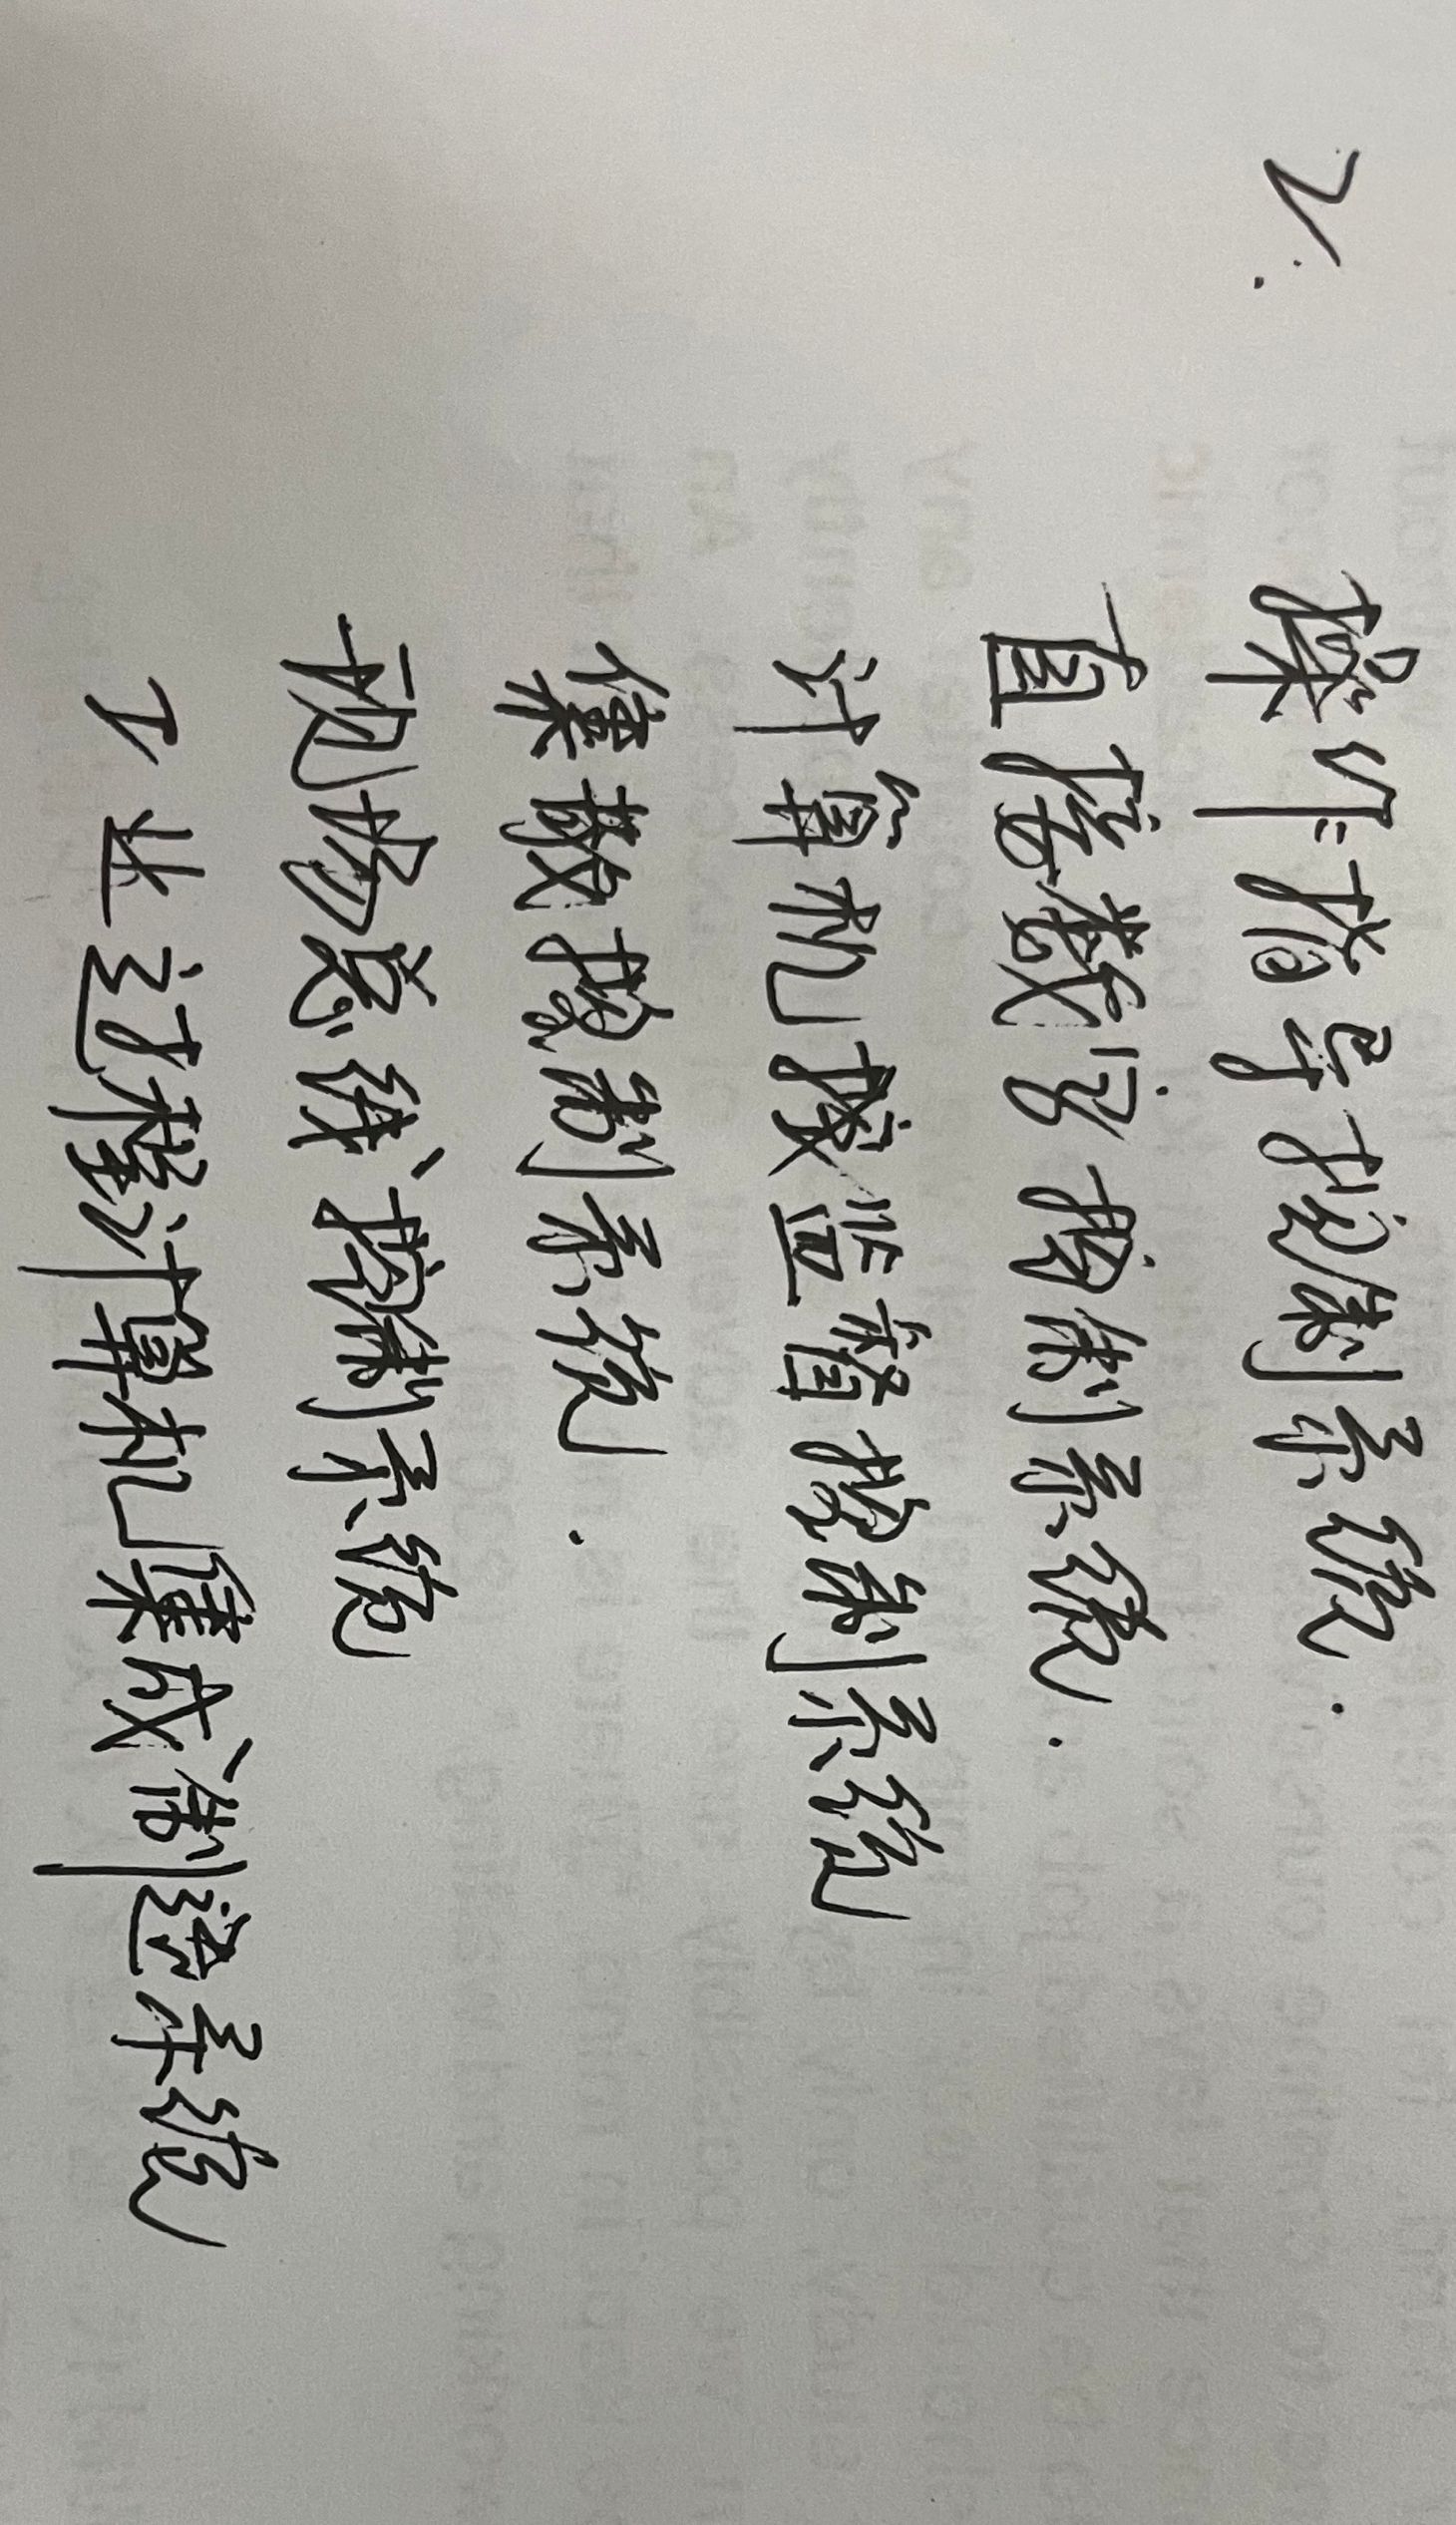 2. 操作指导控制系统.
直接数字控制系统.
计算机控监督控制系统
集散控制系统.
现场总线控制系统
工业过程计算机集成制造系统